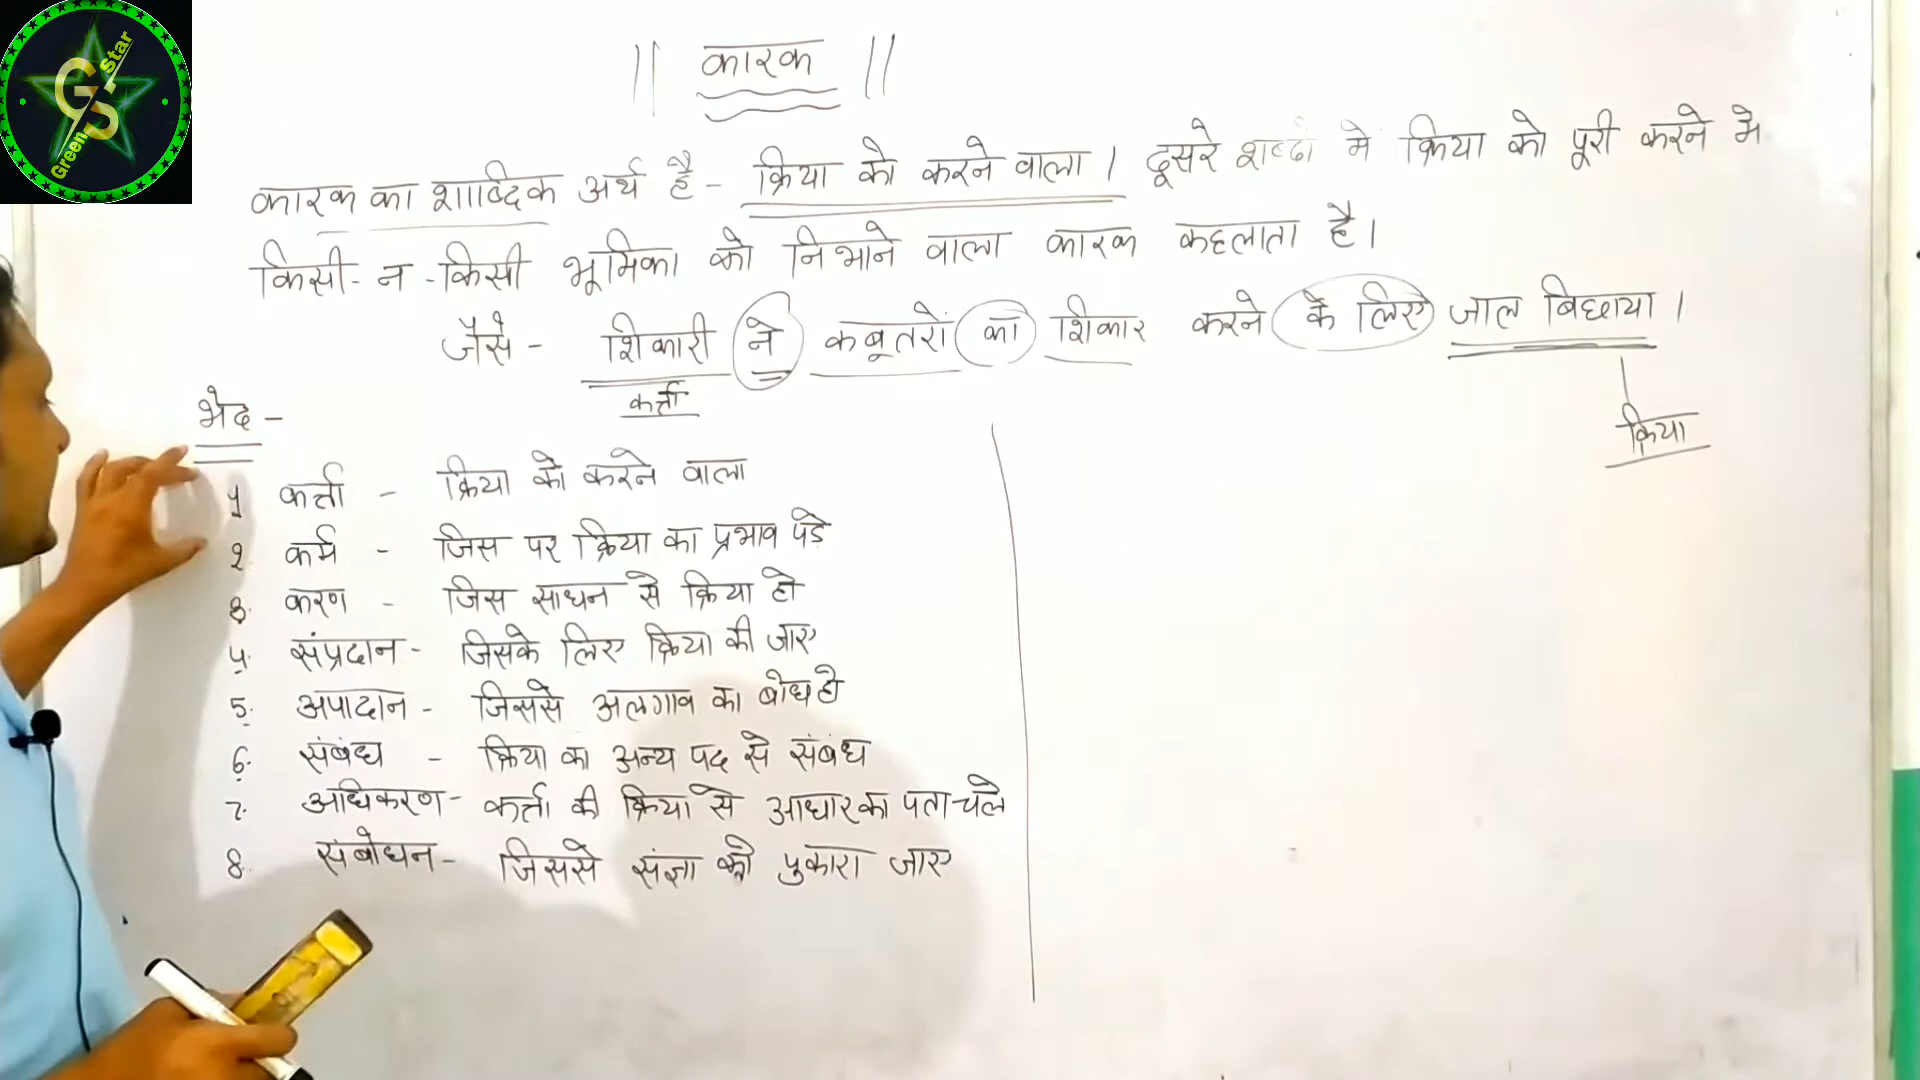 Green star
GS
|| कारक ||
कारक का शाब्दिक अर्थ है - क्रिया को करने वाला । दूसरे शब्दो मे क्रिया को पूरी करने मे
किसी - न - किसी भूमिका को निभाने वाला कारक कहलाता है।
जैसे - शिकारी ने कबूतरों का शिकार करने के लिए जाल बिछाया ।
कर्त्ता
क्रिया
भेद -
1 कर्त्ता - क्रिया को करने वाला
2 कर्म - जिस पर क्रिया का प्रभाव पडे
3. करण - जिस साधन से क्रिया हो
4. संप्रदान - जिसके लिए क्रिया की जाए
5. अपादान - जिससे अलगाव का बोध हो
6. संबंध - क्रिया का अन्य पद से संबंध
7. अधिकरण - कर्त्ता की क्रिया से आधार का पता चले
8. संबोधन - जिससे संज्ञा को पुकारा जाए